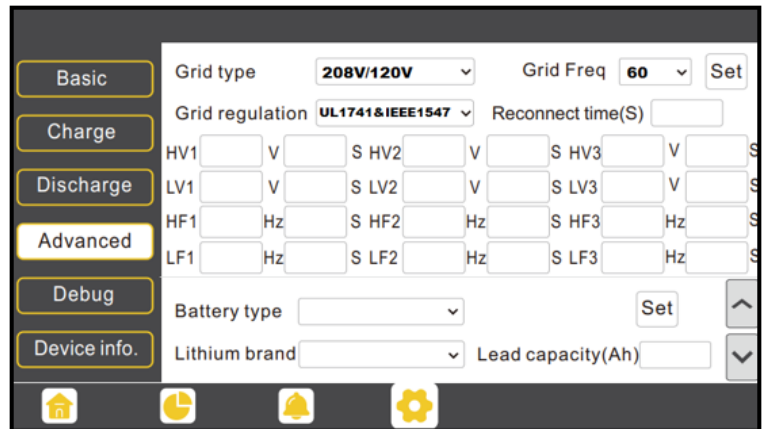 Basic
Charge
Discharge
Advanced
Debug
Device info.
Grid type 208V/120V Grid Freq 60 Set
Grid regulation UL1741&IEEE1547 Reconnect time(S)
HV1 V S HV2 V S HV3 V S
LV1 V S LV2 V S LV3 V S
HF1 Hz S HF2 Hz S HF3 Hz S
LF1 Hz S LF2 Hz S LF3 Hz S
Battery type Set
Lithium brand Lead capacity(Ah)